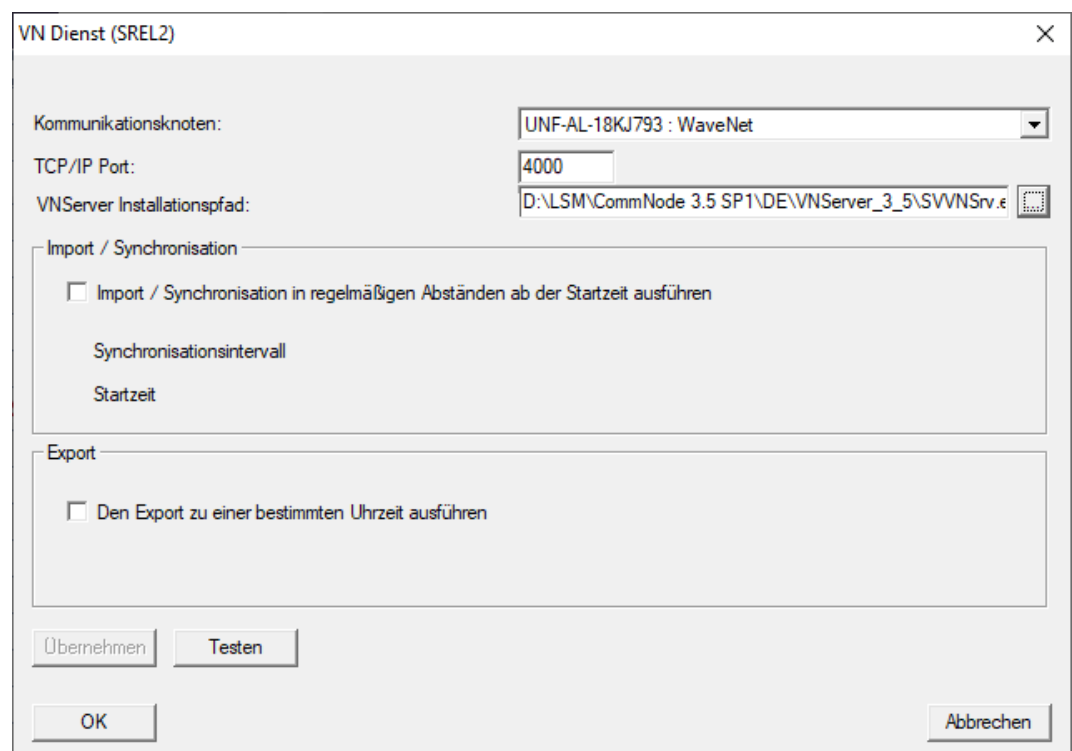 VN Dienst (SREL2)
Kommunikationsknoten: UNF-AL-18KJ793 : WaveNet
TCP/IP Port: 4000
VNServer Installationspfad: D:\LSM\CommNode 3.5 SP1\DE\VNServer_3_5\SVVNSrv.e
Import / Synchronisation
Import / Synchronisation in regelmäßigen Abständen ab der Startzeit ausführen
Synchronisationsintervall
Startzeit
Export
Den Export zu einer bestimmten Uhrzeit ausführen
Übernehmen Testen
OK Abbrechen